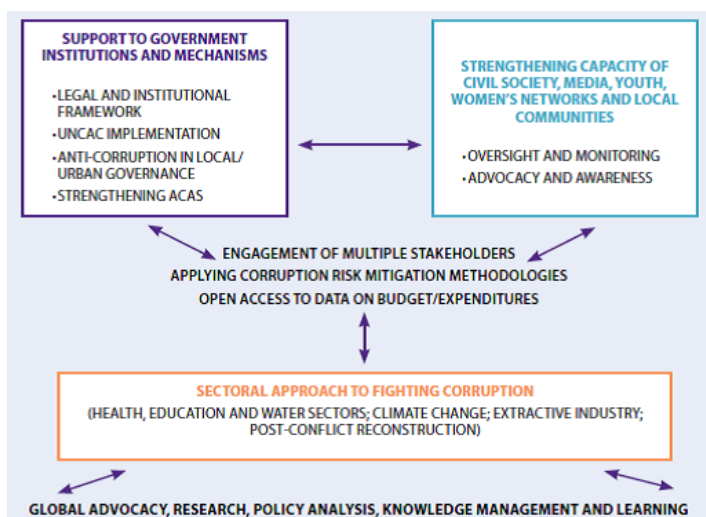 SUPPORT TO GOVERNMENT
INSTITUTIONS AND MECHANISMS
•LEGAL AND INSTITUTIONAL
FRAMEWORK
•UNCAC IMPLEMENTATION
•ANTI-CORRUPTION IN LOCAL/
URBAN GOVERNANCE
•STRENGTHENING ACAS
STRENGTHENING CAPACITY OF
CIVIL SOCIETY, MEDIA, YOUTH,
WOMEN'S NETWORKS AND LOCAL
COMMUNITIES
•OVERSIGHT AND MONITORING
•ADVOCACY AND AWARENESS
ENGAGEMENT OF MULTIPLE STAKEHOLDERS
APPLYING CORRUPTION RISK MITIGATION METHODOLOGIES
OPEN ACCESS TO DATA ON BUDGET/EXPENDITURES
SECTORAL APPROACH TO FIGHTING CORRUPTION
(HEALTH, EDUCATION AND WATER SECTORS; CLIMATE CHANGE; EXTRACTIVE INDUSTRY;
POST-CONFLICT RECONSTRUCTION)
GLOBAL ADVOCACY, RESEARCH, POLICY ANALYSIS, KNOWLEDGE MANAGEMENT AND LEARNING